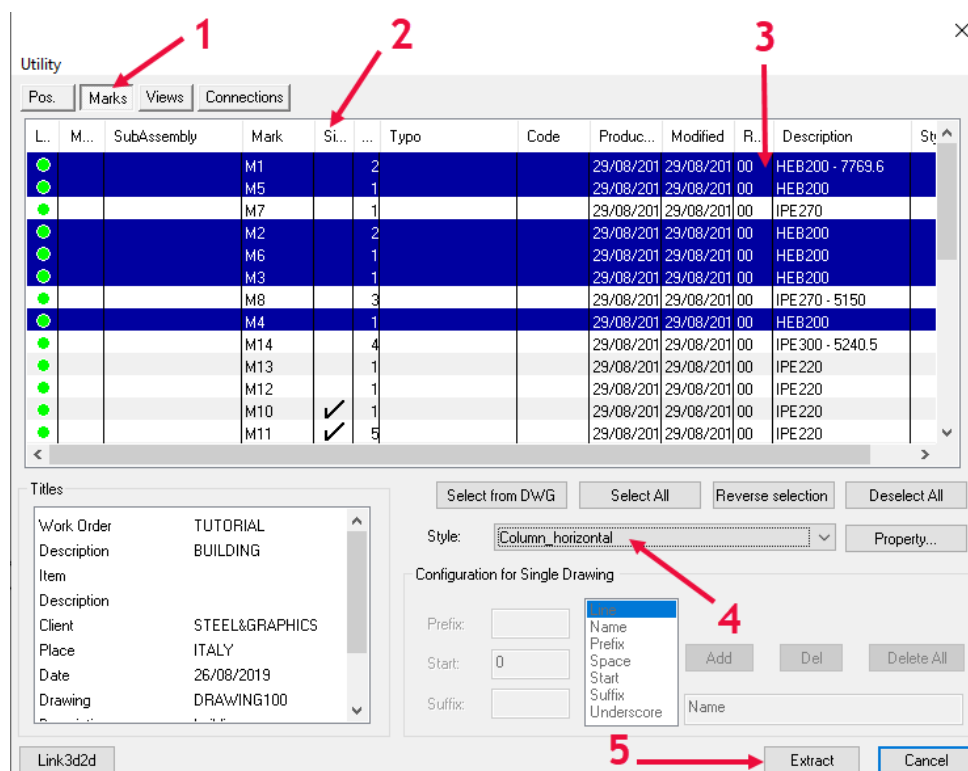 1 2 3
Utility
Pos. Marks Views Connections
L.. M... SubAssembly Mark Si... ... Typo Code Produc... Modified R.. Description
M1 2 29/08/201 29/08/201 00 HEB200 - 7769.6
M5 1 29/08/201 29/08/201 00 HEB200
M7 1 29/08/201 29/08/201 00 IPE270
M2 2 29/08/201 29/08/201 00 HEB200
M6 1 29/08/201 29/08/201 00 HEB200
M3 1 29/08/201 29/08/201 00 HEB200
M8 3 29/08/201 29/08/201 00 IPE270 - 5150
M4 1 29/08/201 29/08/201 00 HEB200
M14 4 29/08/201 29/08/201 00 IPE300 - 5240.5
M13 1 29/08/201 29/08/201 00 IPE220
M12 1 29/08/201 29/08/201 00 IPE220
M10 ✓ 1 29/08/201 29/08/201 00 IPE220
M11 ✓ 5 29/08/201 29/08/201 00 IPE220
Titles
Work Order TUTORIAL
Description BUILDING
Item
Description
Client STEEL&GRAPHICS
Place ITALY
Date 26/08/2019
Drawing DRAWING100
Select from DWG Select All Reverse selection Deselect All
Style: Column_horizontal Property...
4
Configuration for Single Drawing
Prefix:
Start: 0
Suffix:
Line
Name
Prefix
Space
Start
Suffix
Underscore
Add Del Delete All
Name
5
Link3d2d Extract Cancel